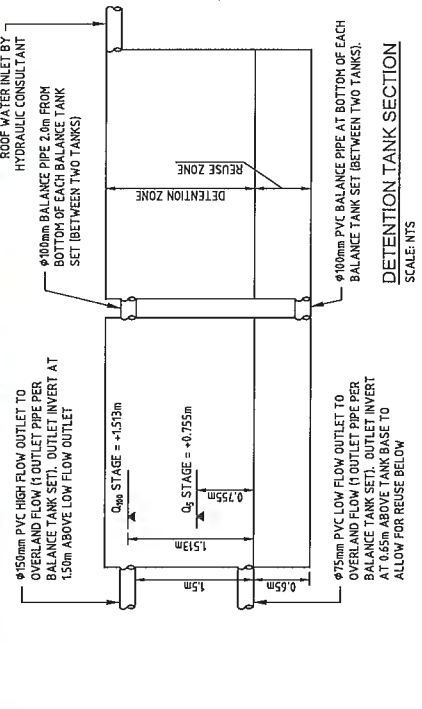 ROOF WATER INLET BY
HYDRAULIC CONSULTANT
ø100mm BALANCE PIPE 2.0m FROM
BOTTOM OF EACH BALANCE TANK
SET (BETWEEN TWO TANKS)
ø150mm PVC HIGH FLOW OUTLET TO
OVERLAND FLOW (1 OUTLET PIPE PER
BALANCE TANK SET). OUTLET INVERT AT
1.50m ABOVE LOW FLOW OUTLET
Q100 STAGE = +1.513m
Q5 STAGE = +0.755m
0.755m
1.513m
1.5m
0.65m
DETENTION ZONE
REUSE ZONE
ø75mm PVC LOW FLOW OUTLET TO
OVERLAND FLOW (1 OUTLET PIPE PER
BALANCE TANK SET). OUTLET INVERT
AT 0.65m ABOVE TANK BASE TO
ALLOW FOR REUSE BELOW
ø100mm PVC BALANCE PIPE AT BOTTOM OF EACH
BALANCE TANK SET (BETWEEN TWO TANKS).
DETENTION TANK SECTION
SCALE: NTS